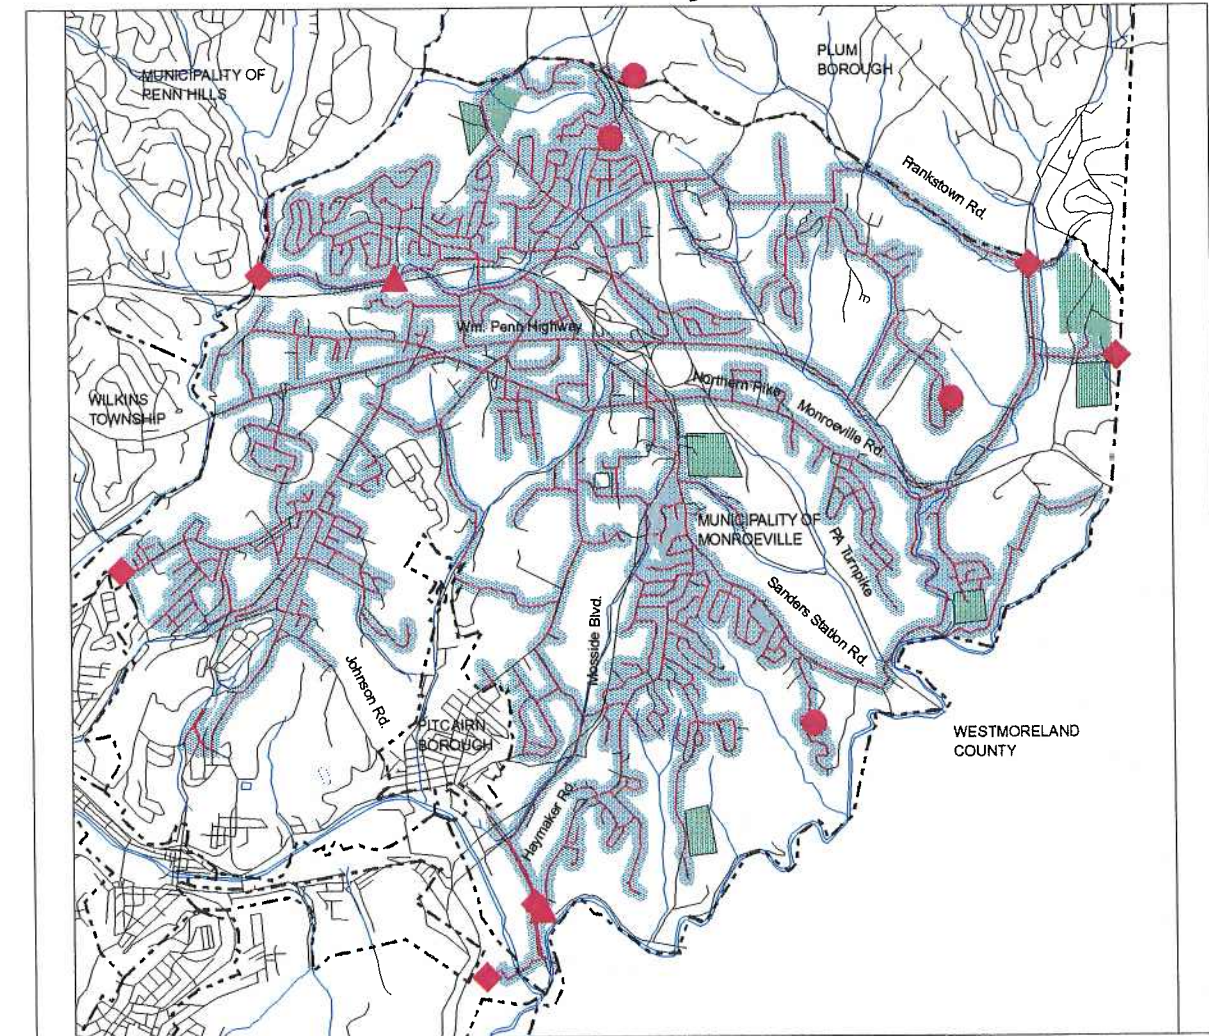 PLUM
BOROUGH
MUNICIPALITY OF
PENN HILLS
Frankstown Rd.
Wm. Penn Highway
Northern Pike
Monroeville Rd.
WILKINS
TOWNSHIP
MUNICIPALITY OF
MONROEVILLE
PA Turnpike
Sanders Station Rd.
Mosside Blvd.
Johnson Rd.
PITCAIRN
BOROUGH
WESTMORELAND
COUNTY
Haymaker Rd.